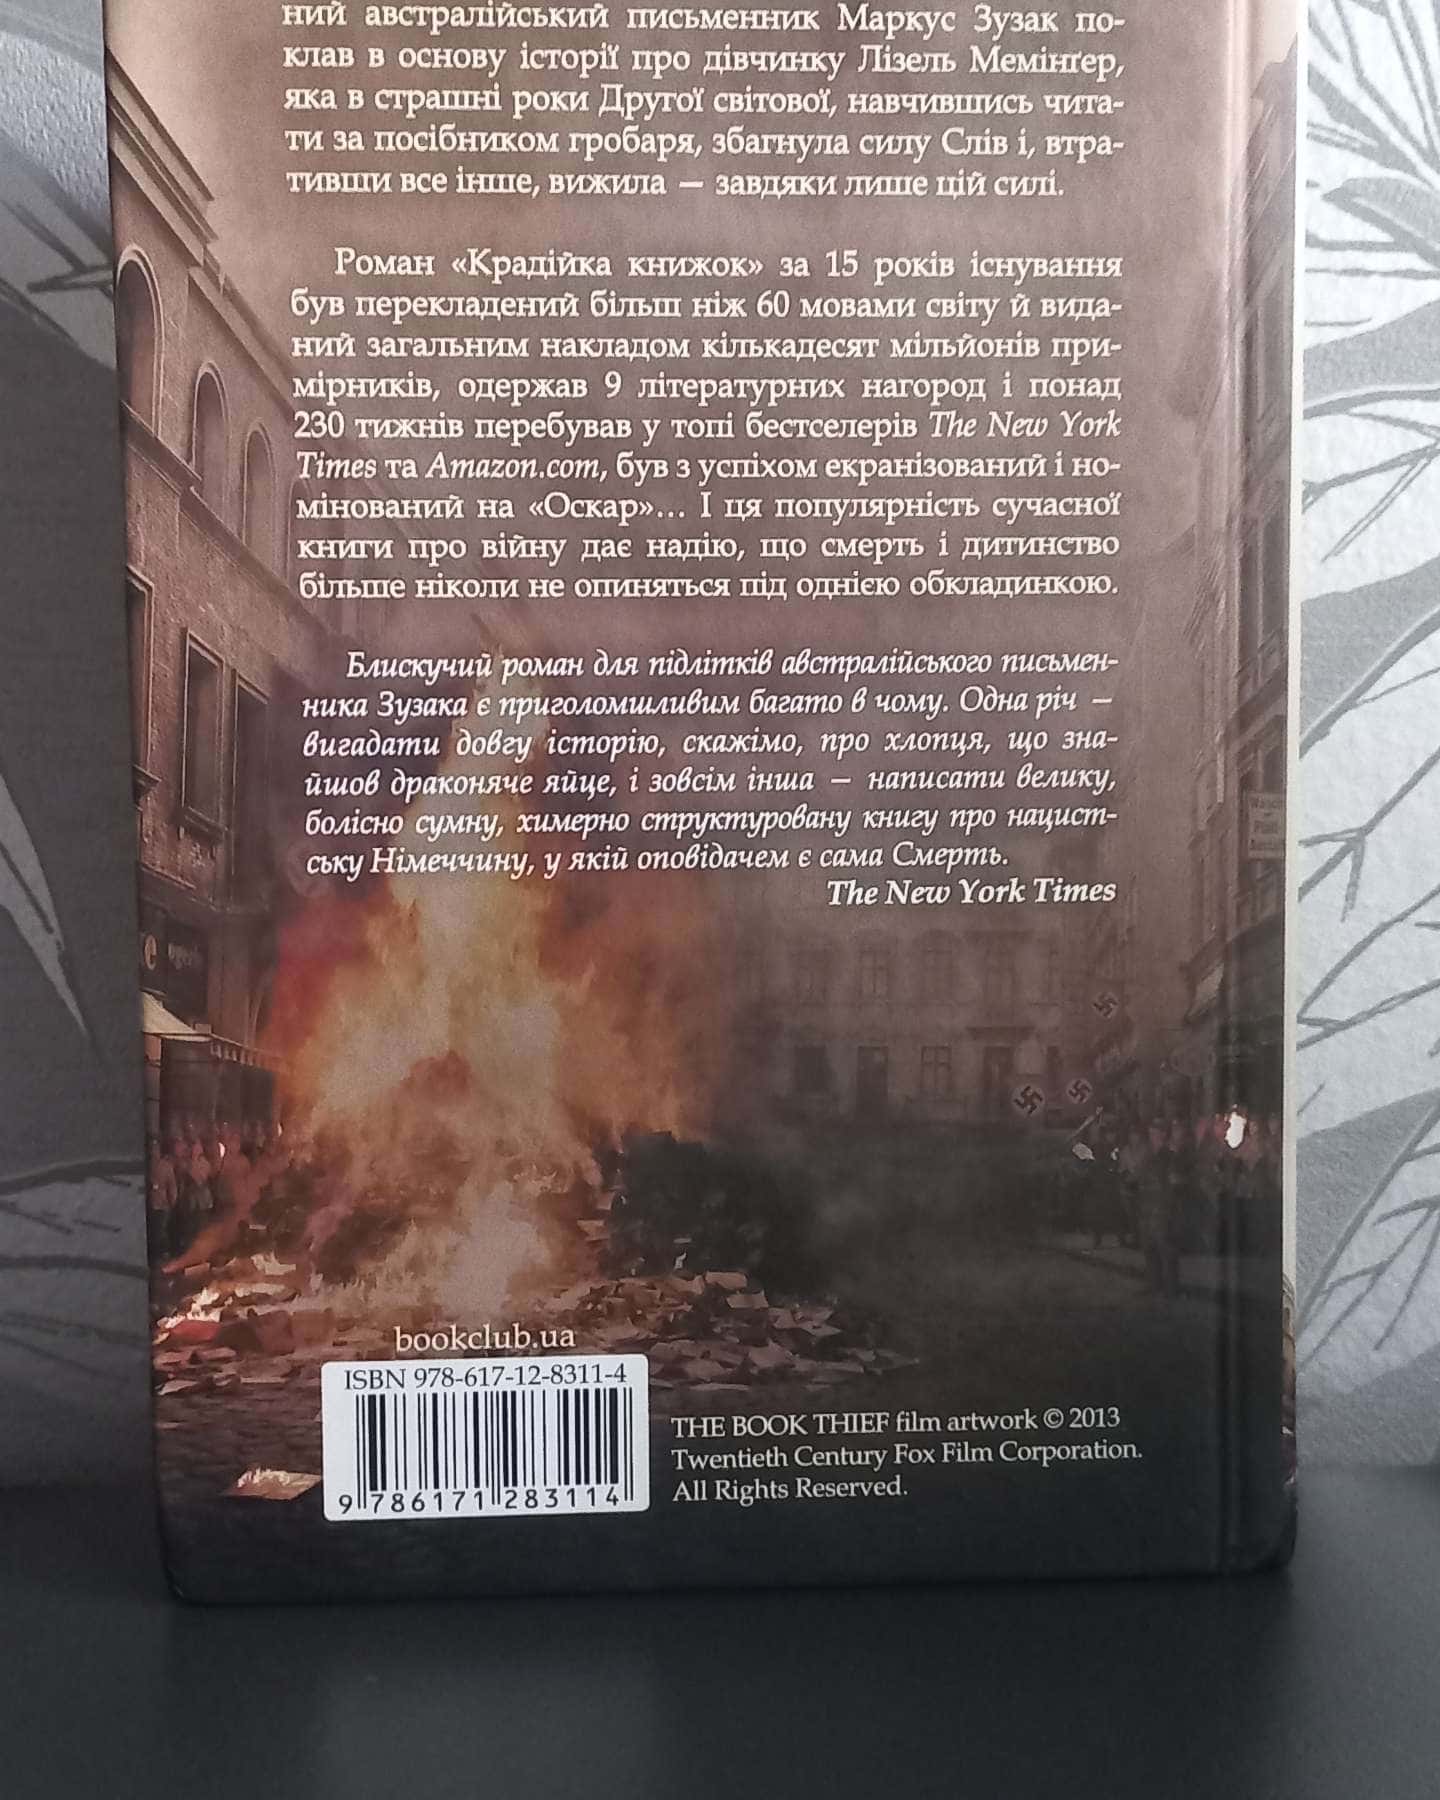 ний австралійський письменник Маркус Зузак по-
клав в основу історії про дівчинку Лізель Мемінґер,
яка в страшні роки Другої світової, навчившись чита-
ти за посібником гробаря, збагнула силу Слів і, втра-
тивши все інше, вижила — завдяки лише цій силі.
Роман «Крадійка книжок» за 15 років існування
був перекладений більш ніж 60 мовами світу й вида-
ний загальним накладом кількадесят мільйонів при-
мірників, одержав 9 літературних нагород і понад
230 тижнів перебував у топі бестселерів The New York
Times та Amazon.com, був з успіхом екранізований і но-
мінований на «Оскар»... І ця популярність сучасної
книги про війну дає надію, що смерть і дитинство
більше ніколи не опиняться під однією обкладинкою.
Блискучий роман для підлітків австралійського письмен-
ника Зузака є приголомшливим багато в чому. Одна річ —
вигадати довгу історію, скажімо, про хлопця, що зна-
йшов драконяче яйце, і зовсім інша — написати велику,
болісно сумну, химерно структуровану книгу про нацист-
ську Німеччину, у якій оповідачем є сама Смерть.
The New York Times
bookclub.ua
ISBN 978-617-12-8311-4
9 786171 283114
THE BOOK THIEF film artwork © 2013
Twentieth Century Fox Film Corporation.
All Rights Reserved.